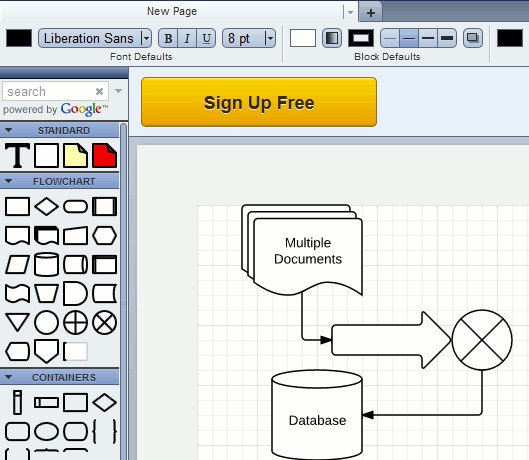 New Page
+
Liberation Sans
B I U
8 pt
Font Defaults
Block Defaults
search
powered by Google™
Sign Up Free
STANDARD
T
FLOWCHART
CONTAINERS
Multiple
Documents
Database